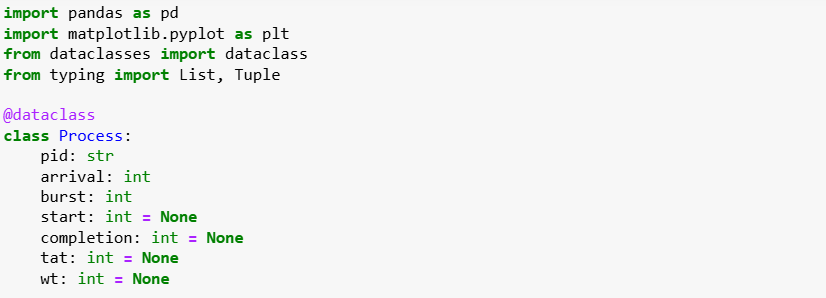 import pandas as pd
import matplotlib.pyplot as plt
from dataclasses import dataclass
from typing import List, Tuple

@dataclass
class Process:
    pid: str
    arrival: int
    burst: int
    start: int = None
    completion: int = None
    tat: int = None
    wt: int = None